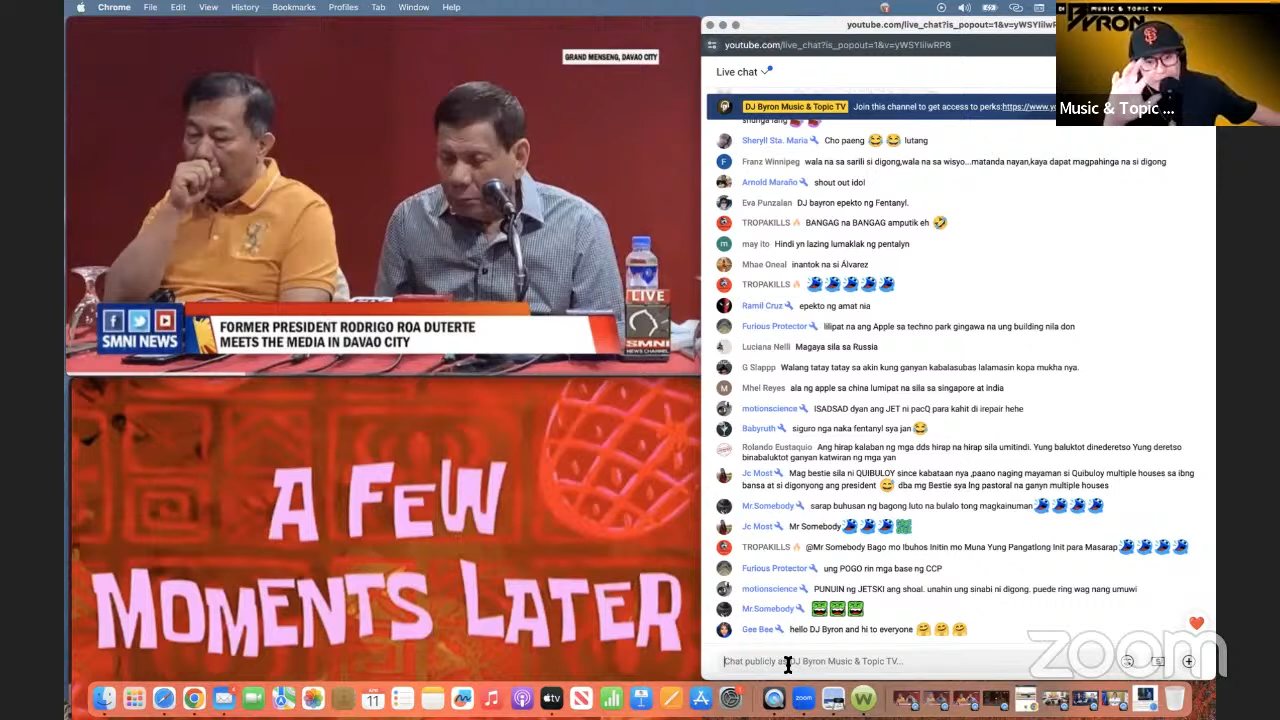 Chrome File Edit View History Bookmarks Profiles Tab Window Help
GRAND MENSENG, DAVAO CITY
LIVE
SMNI
NEWS CHANNEL
SMNI NEWS
FORMER PRESIDENT RODRIGO ROA DUTERTE
MEETS THE MEDIA IN DAVAO CITY
A FEW
MOMENTS LATER
youtube.com/live_chat?is_popout=1&v=yWSYIiIwRP8
Live chat
DJ Byron Music & Topic TV Join this channel to get access to perks:
Sheryll Sta. Maria Cho paeng 😂 😂 lutang
Franz Winnipeg wala na sa sarili si digong,wala na sa wisyo...matanda nayan,kaya dapat magpahinga na si digong
Arnold Maraño shout out idol
Eva Punzalan DJ bayron epekto ng Fentanyl.
TROPAKILLS 🔥 BANGAG na BANGAG amputik eh 🤣
may ito Hindi yn lazing lumaklak ng pentalyn
Mhae Oneal inantok na si Álvarez
TROPAKILLS 🔥
Ramil Cruz epekto ng amat nia
Furious Protector lilipat na ang Apple sa techno park gingawa na ung building nila don
Luciana Nelli Magaya sila sa Russia
G Slappp Walang tatay tatay sa akin kung ganyan kabalasubas lalamasin kopa mukha nya.
Mhel Reyes ala ng apple sa china lumipat na sila sa singapore at india
motionscience ISADSAD dyan ang JET ni pacQ para kahit di irepair hehe
Babyruth siguro nga naka fentanyl sya jan 😂
Rolando Eustaquio Ang hirap kalaban ng mga dds hirap na hirap sila umitindi. Yung baluktot dinederetso Yung deretso
binabaluktot ganyan katwiran ng mga yan
Jc Most Mag bestie sila ni QUIBULOY since kabataan nya ,paano naging mayaman si Quibuloy multiple houses sa ibng
bansa at si digonyong ang president 😅 dba mg Bestie sya Ing pastoral na ganyn multiple houses
Mr.Somebody sarap buhusan ng bagong luto na bulalo tong magkainuman
Jc Most Mr Somebody
TROPAKILLS 🔥 @Mr Somebody Bago mo Ibuhos Initin mo Muna Yung Pangatlong Init para Masarap
Furious Protector ung POGO rin mga base ng CCP
motionscience PUNUIN ng JETSKI ang shoal. unahin ung sinabi ni digong. puede ring wag nang umuwi
Mr.Somebody
Gee Bee hello DJ Byron and hi to everyone 🤗 🤗 🤗
Chat publicly as DJ Byron Music & Topic TV...
MUSIC & TOPIC TV
BYRON
Music & Topic ...
zoom
APR
11
tv
zoom